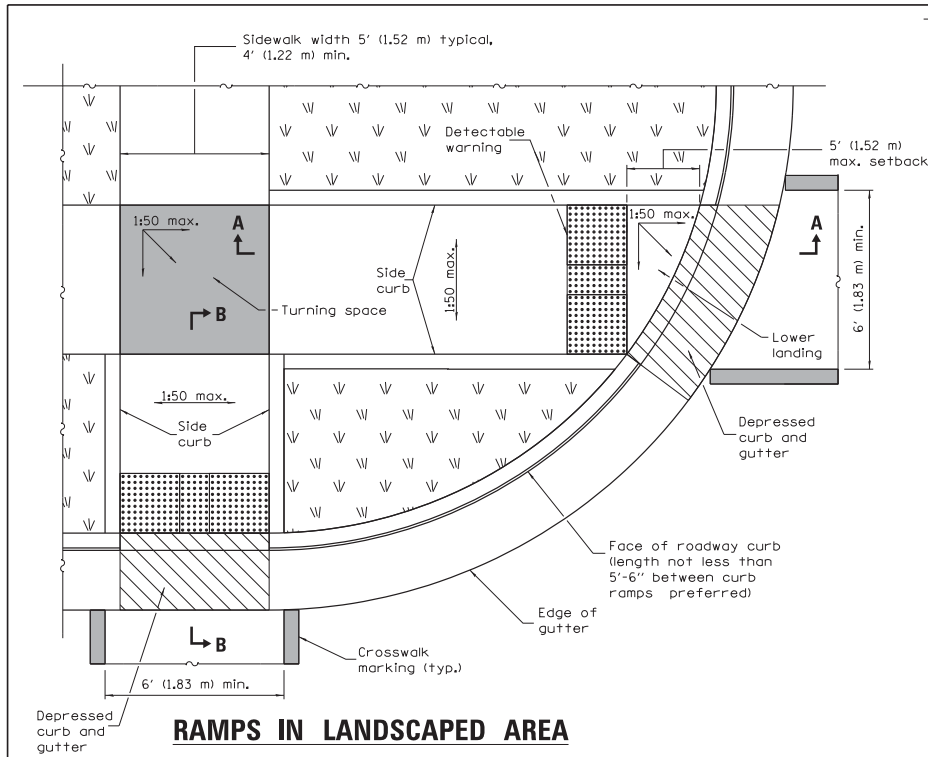 Sidewalk width 5' (1.52 m) typical,
4' (1.22 m) min.
Detectable
warning
5' (1.52 m)
max. setback
1:50 max.
A
1:50 max.
A
Side
curb
1:50 max.
6' (1.83 m) min.
B
Turning space
Lower
landing
1:50 max.
Side
curb
Depressed
curb and
gutter
Face of roadway curb
(length not less than
5'-6" between curb
ramps preferred)
Edge of
gutter
B
Crosswalk
marking (typ.)
6' (1.83 m) min.
Depressed
curb and
gutter
RAMPS IN LANDSCAPED AREA